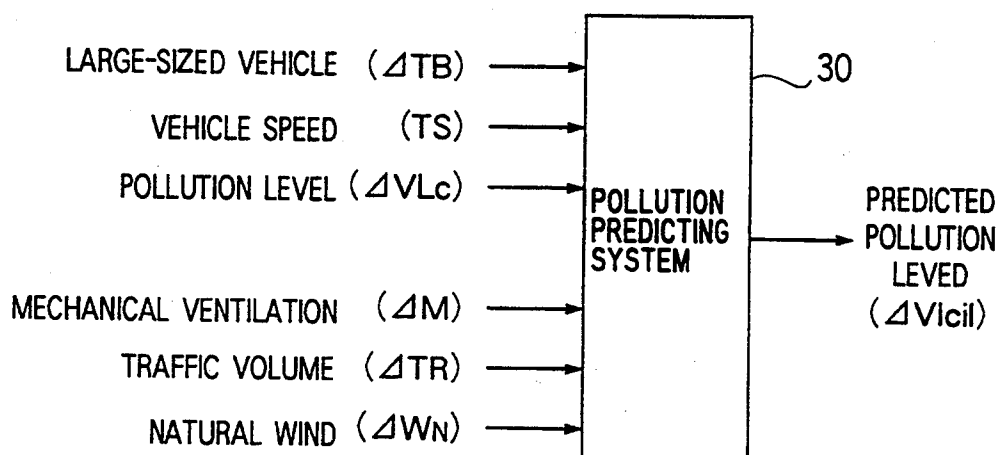 LARGE-SIZED VEHICLE (⊿TB)
VEHICLE SPEED (TS)
POLLUTION LEVEL (⊿VLc)
MECHANICAL VENTILATION (⊿M)
TRAFFIC VOLUME (⊿TR)
NATURAL WIND (⊿WN)
POLLUTION
PREDICTING
SYSTEM
30
PREDICTED
POLLUTION
LEVED
(⊿VIcil)